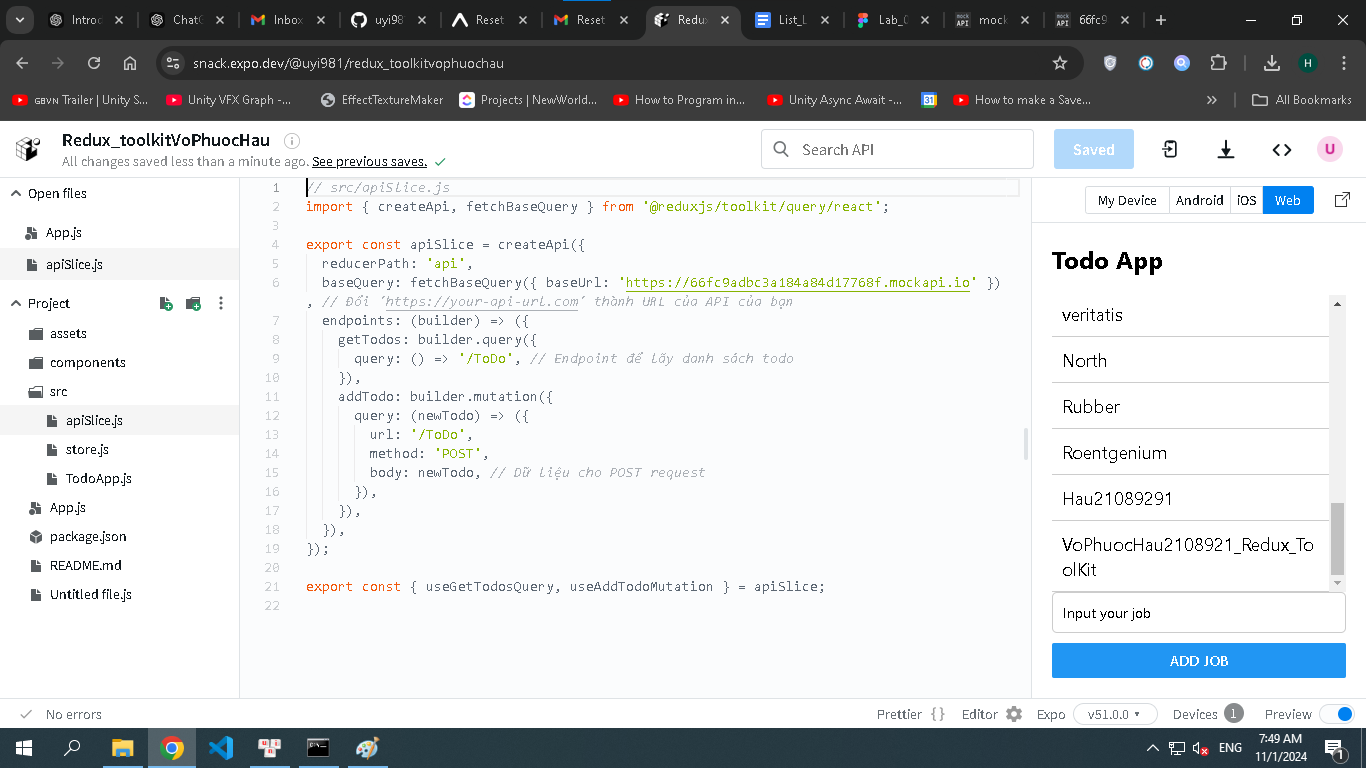 Introd
ChatG
Inbox
uyi98
Reset
Reset
Redux
List_L
Lab_0
mock
66fc9
snack.expo.dev/@uyi981/redux_toolkitvophuochau
H
GBVN Trailer | Unity S...
Unity VFX Graph -...
EffectTextureMaker
Projects | NewWorld...
How to Program in...
Unity Async Await -...
31
How to make a Save...
All Bookmarks
Redux_toolkitVoPhuocHau
All changes saved less than a minute ago. See previous saves.
Search API
Saved
U
Open files
App.js
apiSlice.js
Project
assets
components
src
apiSlice.js
store.js
TodoApp.js
App.js
package.json
README.md
Untitled file.js
1 // src/apiSlice.js
2 import { createApi, fetchBaseQuery } from '@reduxjs/toolkit/query/react';
3
4 export const apiSlice = createApi({
5 reducerPath: 'api',
6 baseQuery: fetchBaseQuery({ baseUrl: 'https://66fc9adbc3a184a84d17768f.mockapi.io' })
, // Đổi 'https://your-api-url.com' thành URL của API của bạn
7 endpoints: (builder) => ({
8 getTodos: builder.query({
9 query: () => '/ToDo', // Endpoint để lấy danh sách todo
10 }),
11 addTodo: builder.mutation({
12 query: (newTodo) => ({
13 url: '/ToDo',
14 method: 'POST',
15 body: newTodo, // Dữ liệu cho POST request
16 }),
17 }),
18 }),
19 });
20
21 export const { useGetTodosQuery, useAddTodoMutation } = apiSlice;
22
My Device
Android
iOS
Web
Todo App
veritatis
North
Rubber
Roentgenium
Hau21089291
VoPhuocHau2108921_Redux_To
olKit
Input your job
ADD JOB
No errors
Prettier { }
Editor
Expo
v51.0.0
Devices 1
Preview
ENG
7:49 AM
11/1/2024
1